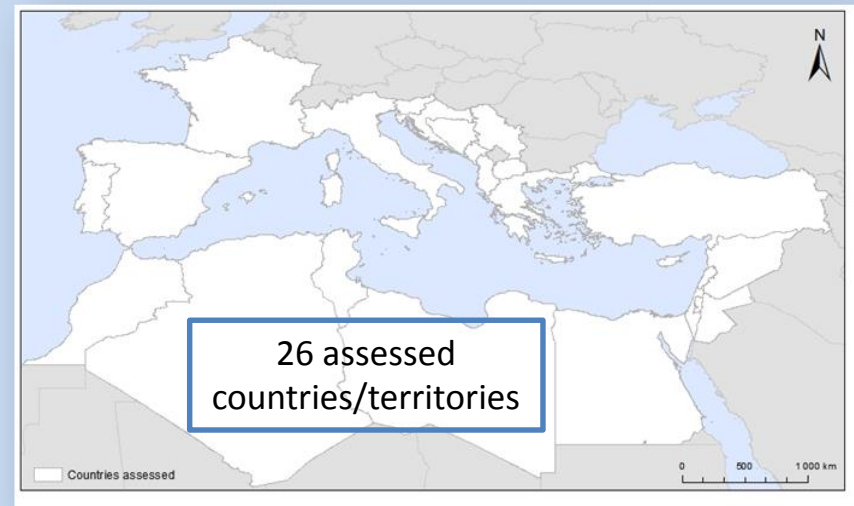 N
26 assessed
countries/territories
Countries assessed
0 500 1 000 km